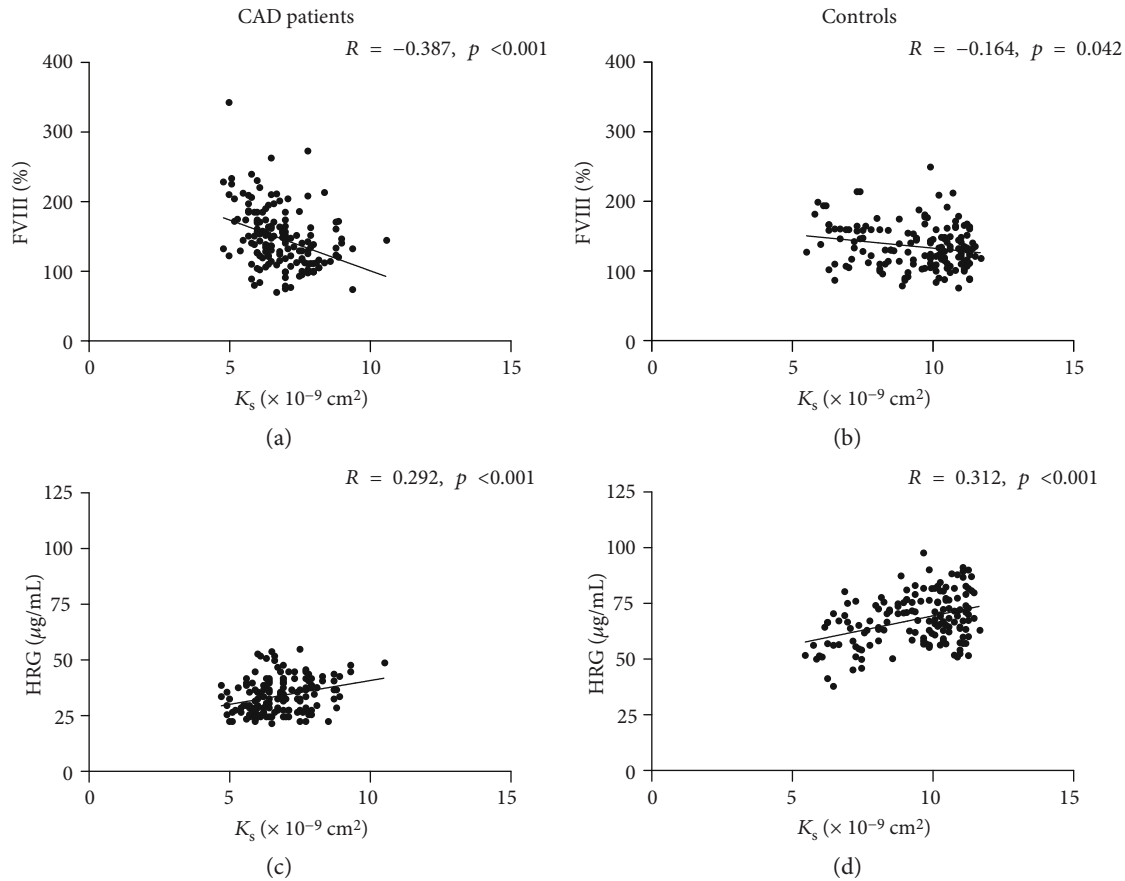 CAD patients
R = −0.387, p <0.001
400
300
200
100
0
FVIII (%)
0 5 10 15
Kₛ (× 10⁻⁹ cm²)
(a)
Controls
R = −0.164, p = 0.042
400
300
200
100
0
FVIII (%)
0 5 10 15
Kₛ (× 10⁻⁹ cm²)
(b)
R = 0.292, p <0.001
125
100
75
50
25
0
HRG (µg/mL)
0 5 10 15
Kₛ (× 10⁻⁹ cm²)
(c)
R = 0.312, p <0.001
125
100
75
50
25
0
HRG (µg/mL)
0 5 10 15
Kₛ (× 10⁻⁹ cm²)
(d)